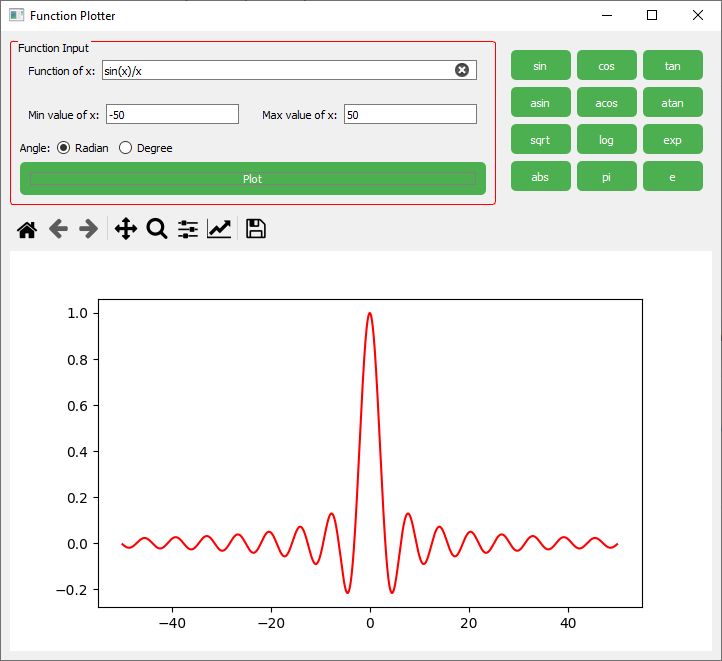 Function Plotter
Function Input
Function of x: sin(x)/x
Min value of x: -50 Max value of x: 50
Angle: Radian Degree
Plot
sin cos tan
asin acos atan
sqrt log exp
abs pi e
1.0
0.8
0.6
0.4
0.2
0.0
−0.2
−40 −20 0 20 40